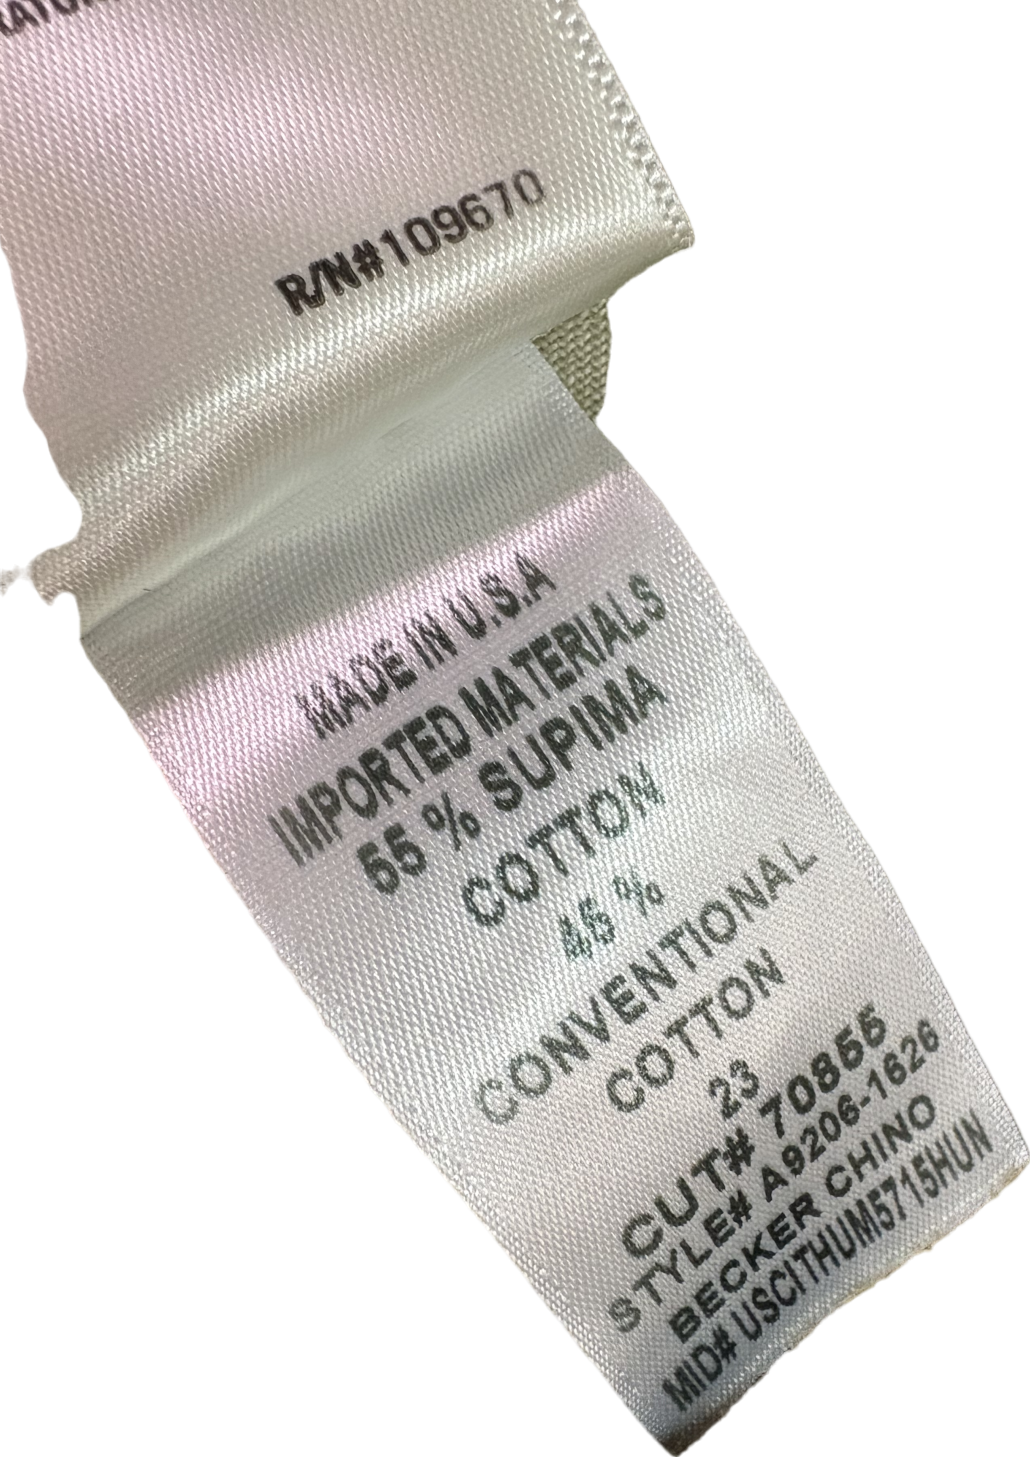 R/N#109670
MADE IN U.S.A
IMPORTED MATERIALS
55 % SUPIMA
COTTON
45 %
CONVENTIONAL
COTTON
23
CUT# 70855
STYLE# A9206-1626
BECKER CHINO
MID# USCITHUM5715HUN